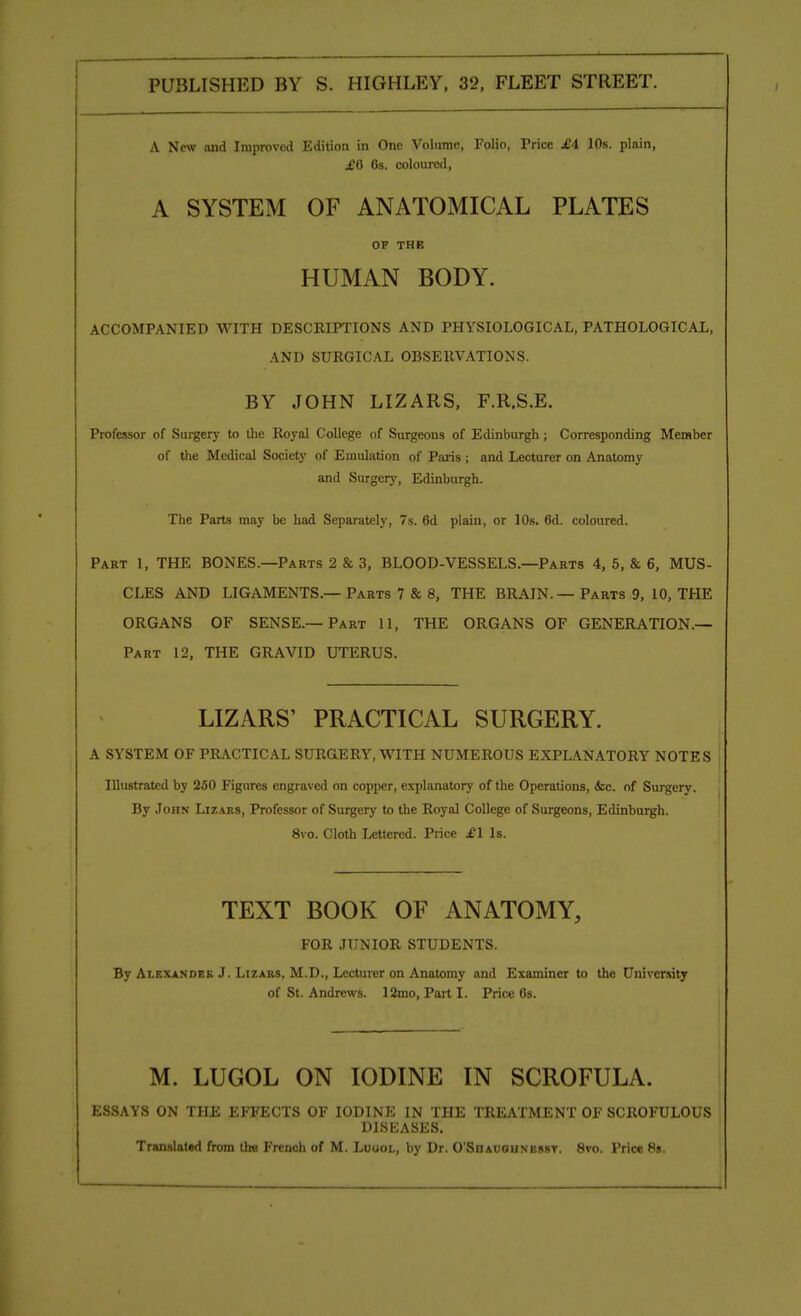 PUBLISHED BY S. HIGHLEY, 32, FLEET STREET.
A New and Improved Edition in One Volume, Folio, Price £4 10s. plain,
£6 6s. coloured,
A SYSTEM OF ANATOMICAL PLATES
OF THE
HUMAN BODY.
ACCOMPANIED WITH DESCRIPTIONS AND PHYSIOLOGICAL, PATHOLOGICAL,
AND SURGICAL OBSERVATIONS.
BY JOHN LIZARS, F.R.S.E.
Professor of Surgery to the Royal College of Surgeons of Edinburgh; Corresponding Member
of the Medical Society of Emulation of Paris; and Lecturer on Anatomy
and Surgery, Edinburgh.
The Parts may be had Separately, 7s. 6d plain, or 10s. 6d. coloured.
PART 1, THE BONES.—PARTS 2 & 3, BLOOD-VESSELS.—PARTS 4, 5, & 6, MUS-
CLES AND LIGAMENTS.—PARTS 7 & 8, THE BRAIN.—PARTS 9, 10, THE
ORGANS OF SENSE.—PART 11, THE ORGANS OF GENERATION.—
PART 12, THE GRAVID UTERUS.
LIZARS' PRACTICAL SURGERY.
A SYSTEM OF PRACTICAL SURGERY, WITH NUMEROUS EXPLANATORY NOTES
Illustrated by 250 Figures engraved on copper, explanatory of the Operations, &c. of Surgery.
By JOHN LIZARS, Professor of Surgery to the Royal College of Surgeons, Edinburgh.
8vo. Cloth Lettered. Price £1 1s.
TEXT BOOK OF ANATOMY,
FOR JUNIOR STUDENTS.
By ALEXANDER J. LIZARS, M.D., Lecturer on Anatomy and Examiner to the University
of St. Andrews. 12mo, Part I. Price 6s.
M. LUGOL ON IODINE IN SCROFULA.
ESSAYS ON THE EFFECTS OF IODINE IN THE TREATMENT OF SCROFULOUS
DISEASES.
Translated from the French of M. LUGOL, by Dr. O'SHAUGHNESSY. 8vo. Price 8s.